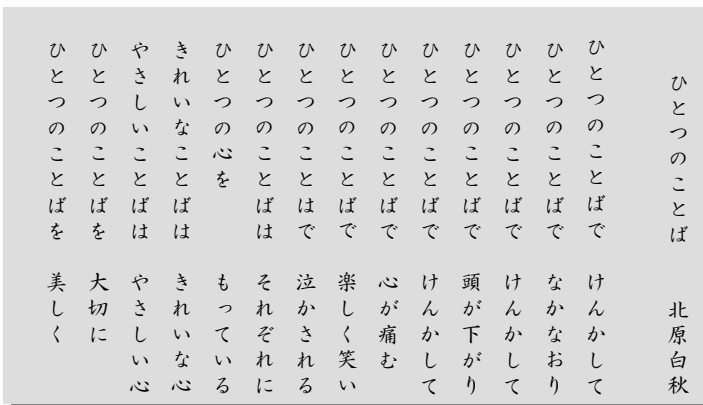 ひとつのことば 北原白秋
ひとつのことばで けんかして
ひとつのことばで なかなおり
ひとつのことばで けんかして
ひとつのことばで 頭が下がり
ひとつのことばで けんかして
ひとつのことばで 心が痛む
ひとつのことばで 楽しく笑い
ひとつのことはで 泣かされる
ひとつのことばは それぞれに
ひとつの心を もっている
きれいなことばは きれいな心
やさしいことばは やさしい心
ひとつのことばを 大切に
ひとつのことばを 美しく